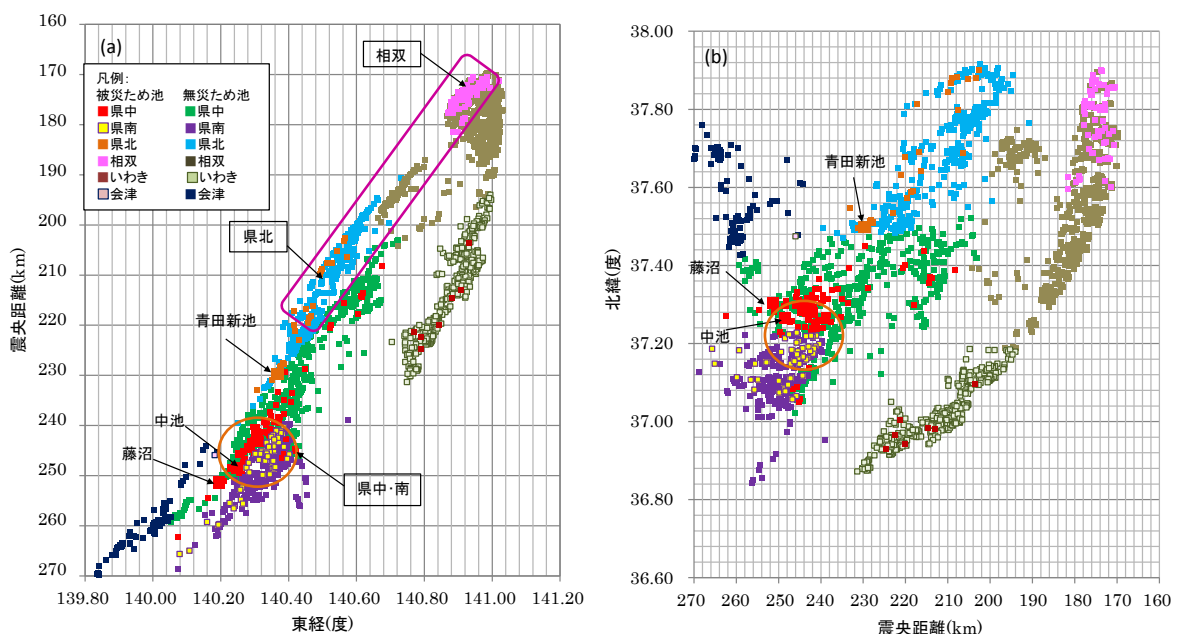 (a)
160
170
180
190
200
210
220
230
240
250
260
270
震央距離(km)
139.80 140.00 140.20 140.40 140.60 140.80 141.00 141.20
東経(度)
凡例:
被災ため池 無災ため池
県中 県中
県南 県南
県北 県北
相双 相双
いわき いわき
会津 会津
相双
県北
青田新池
中池
藤沼
県中・南
(b)
38.00
37.80
37.60
37.40
37.20
37.00
36.80
36.60
北緯(度)
270 260 250 240 230 220 210 200 190 180 170 160
震央距離(km)
青田新池
藤沼
中池